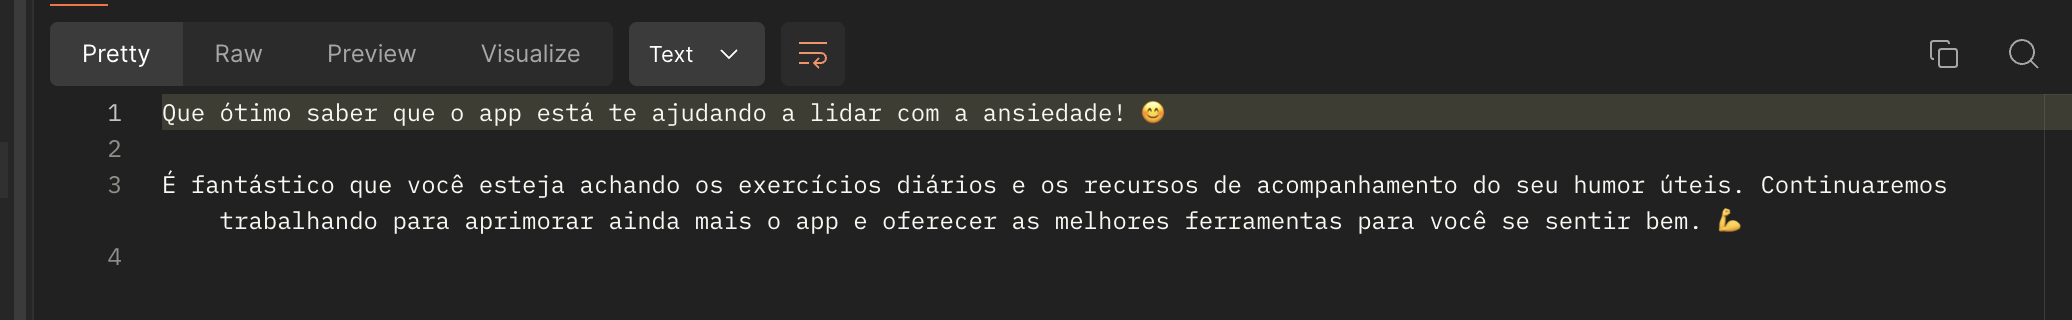 Pretty Raw Preview Visualize Text
1 Que ótimo saber que o app está te ajudando a lidar com a ansiedade! 😊
2
3 É fantástico que você esteja achando os exercícios diários e os recursos de acompanhamento do seu humor úteis. Continuaremos
trabalhando para aprimorar ainda mais o app e oferecer as melhores ferramentas para você se sentir bem. 💪
4